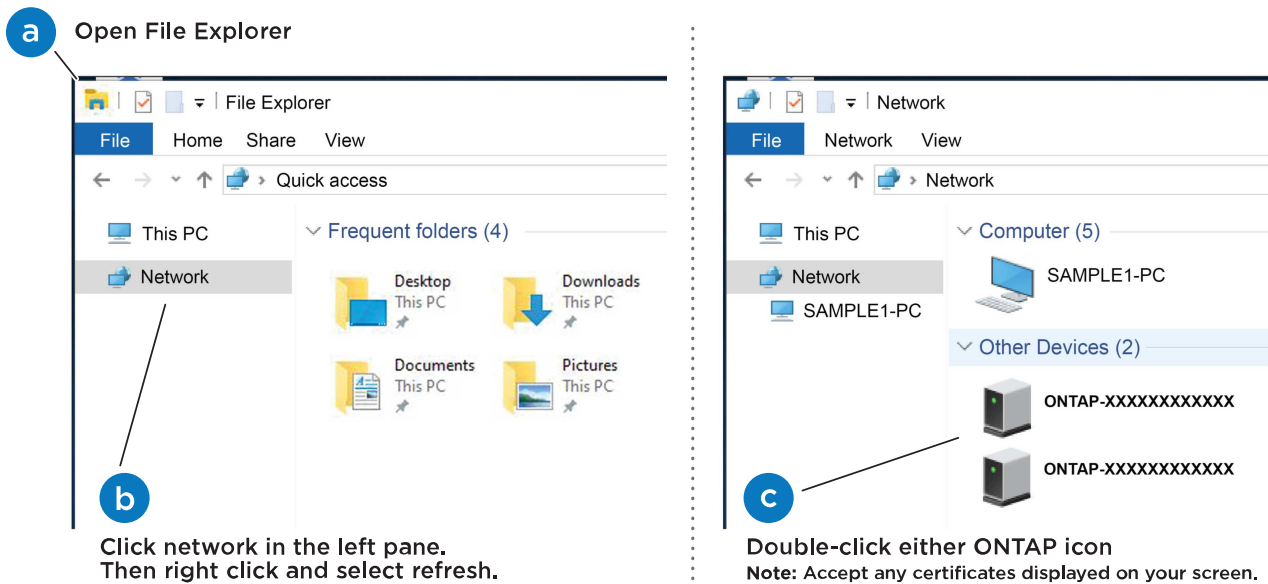 a
Open File Explorer
File Explorer
File Home Share View
Quick access
This PC
Network
Frequent folders (4)
Desktop
This PC
Downloads
This PC
Documents
This PC
Pictures
This PC
b
Click network in the left pane.
Then right click and select refresh.
Network
File Network View
Network
This PC
Network
SAMPLE1-PC
Computer (5)
SAMPLE1-PC
Other Devices (2)
ONTAP-XXXXXXXXXXXX
ONTAP-XXXXXXXXXXXX
c
Double-click either ONTAP icon
Note: Accept any certificates displayed on your screen.